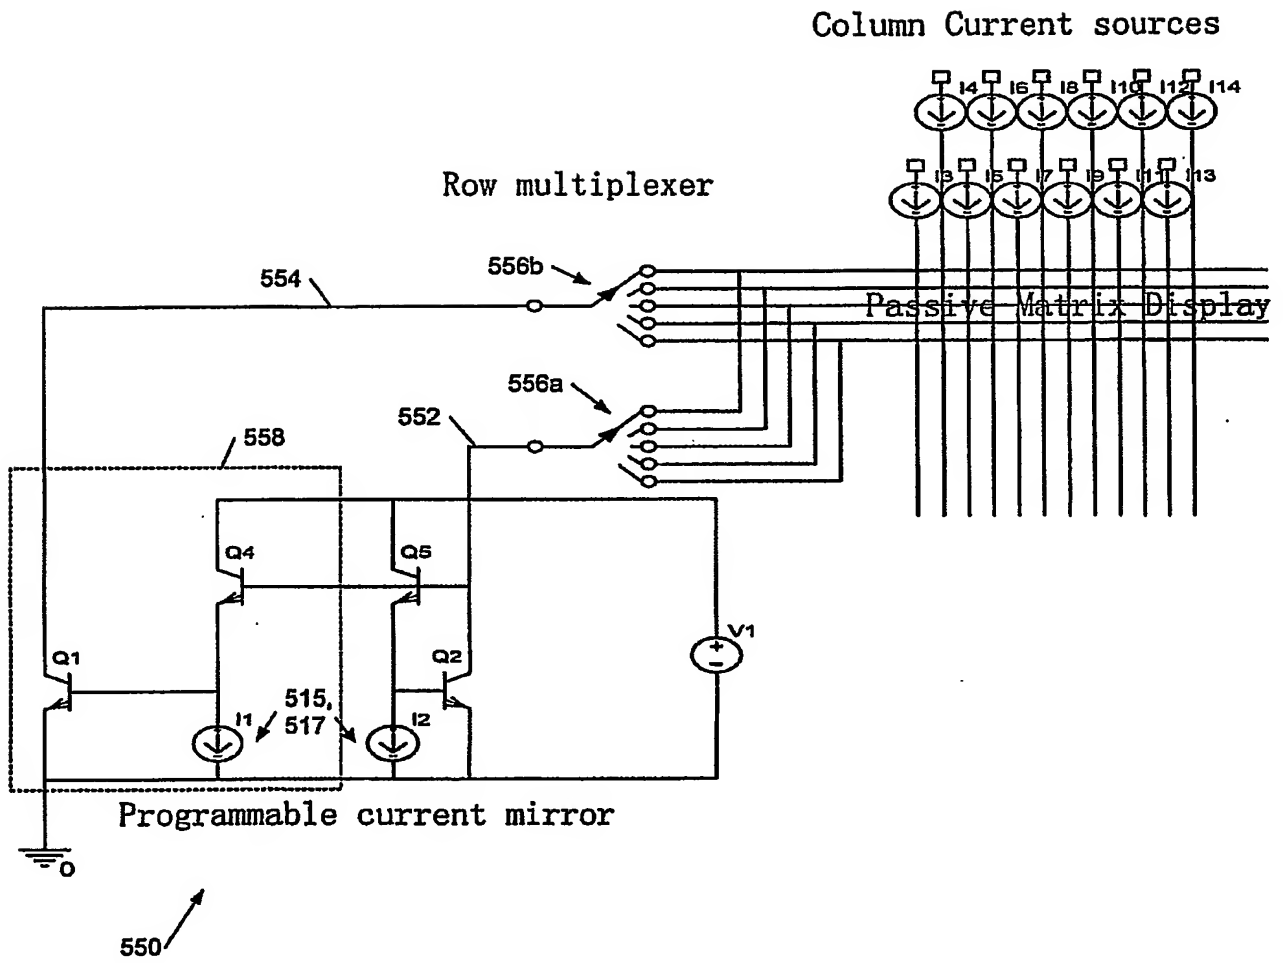 Column Current sources
I4 I6 I8 I10 I12 I14
Row multiplexer
I3 I5 I7 I9 I11 I13
556b
554
Passive Matrix Display
556a
552
558
Q4 Q5
V1
Q1 Q2
515,
517
I1 I2
Programmable current mirror
0
550